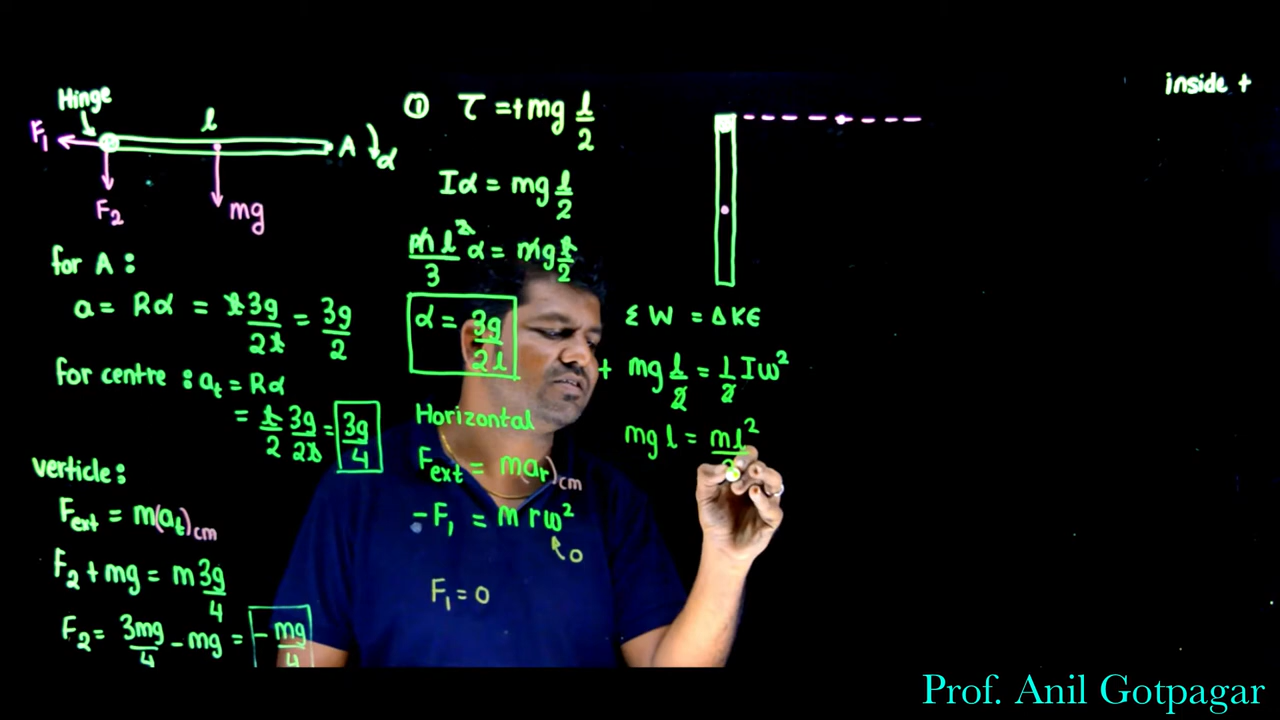 inside +
Hinge
l
F₁
A
α
F₂
mg
for A :
a = Rα = l 3g/2l = 3g/2
for centre : aₜ = Rα
= l/2 3g/2l = 3g/4
verticle :
Fext = m(aₜ)cm
F₂ + mg = m 3g/4
F₂ = 3mg/4 - mg = - mg/4
① τ = + mg l/2
Iα = mg l/2
ml²/3 α = mg l/2
α = 3g/2l
Horizontal
Fext = m(aᵣ)cm
- F₁ = m r ω²
0
F₁ = 0
Σ W = Δ KE
+ mg l/2 = 1/2 Iω²
mg l = ml²/3
Prof. Anil Gotpagar